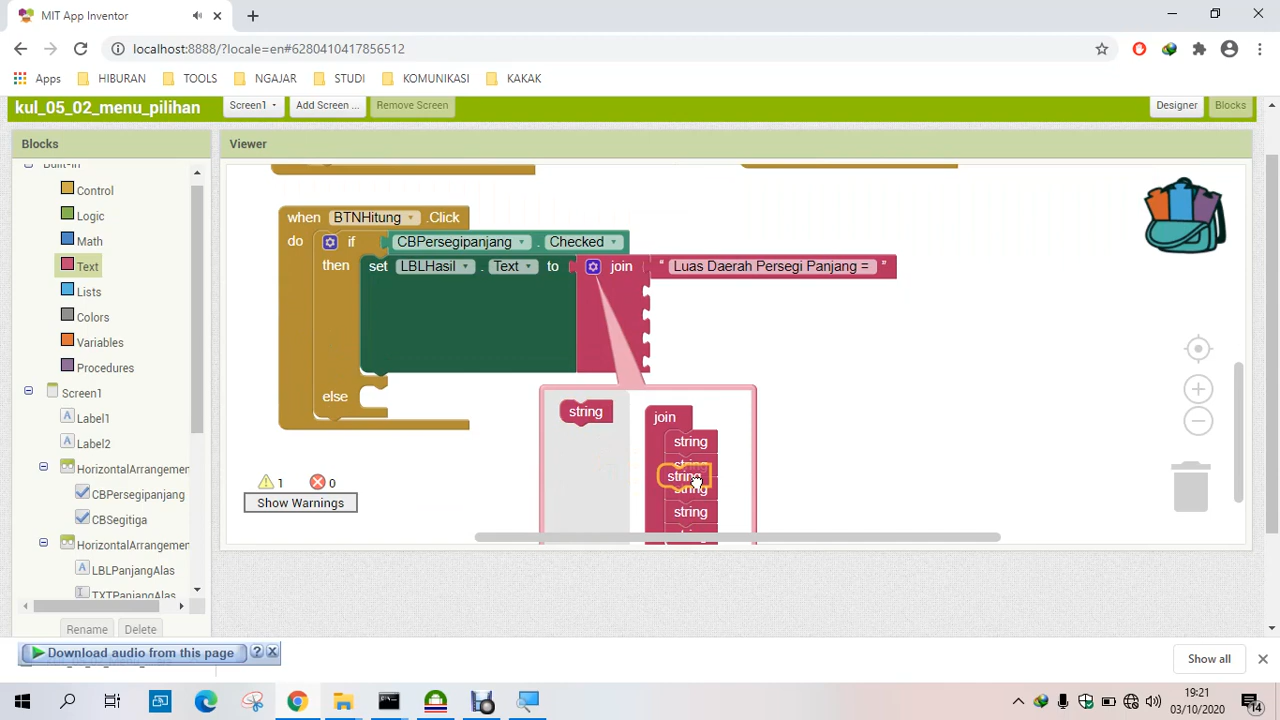 MIT App Inventor
localhost:8888/?locale=en#6280410417856512
Apps
HIBURAN
TOOLS
NGAJAR
STUDI
KOMUNIKASI
KAKAK
kul_05_02_menu_pilihan
Screen1
Add Screen ...
Remove Screen
Designer
Blocks
Blocks
Viewer
Built-in
Control
Logic
Math
Text
Lists
Colors
Variables
Procedures
Screen1
Label1
Label2
HorizontalArrangemen
CBPersegipanjang
CBSegitiga
HorizontalArrangemen
LBLPanjangAlas
TXTPanjangAlas
Rename
Delete
when BTNHitung .Click
do if CBPersegipanjang . Checked
then set LBLHasil . Text to join “ Luas Daerah Persegi Panjang = ”
else
string
join
string
string
string
string
string
1
0
Show Warnings
Download audio from this page
?
Show all
19:21
03/10/2020
14